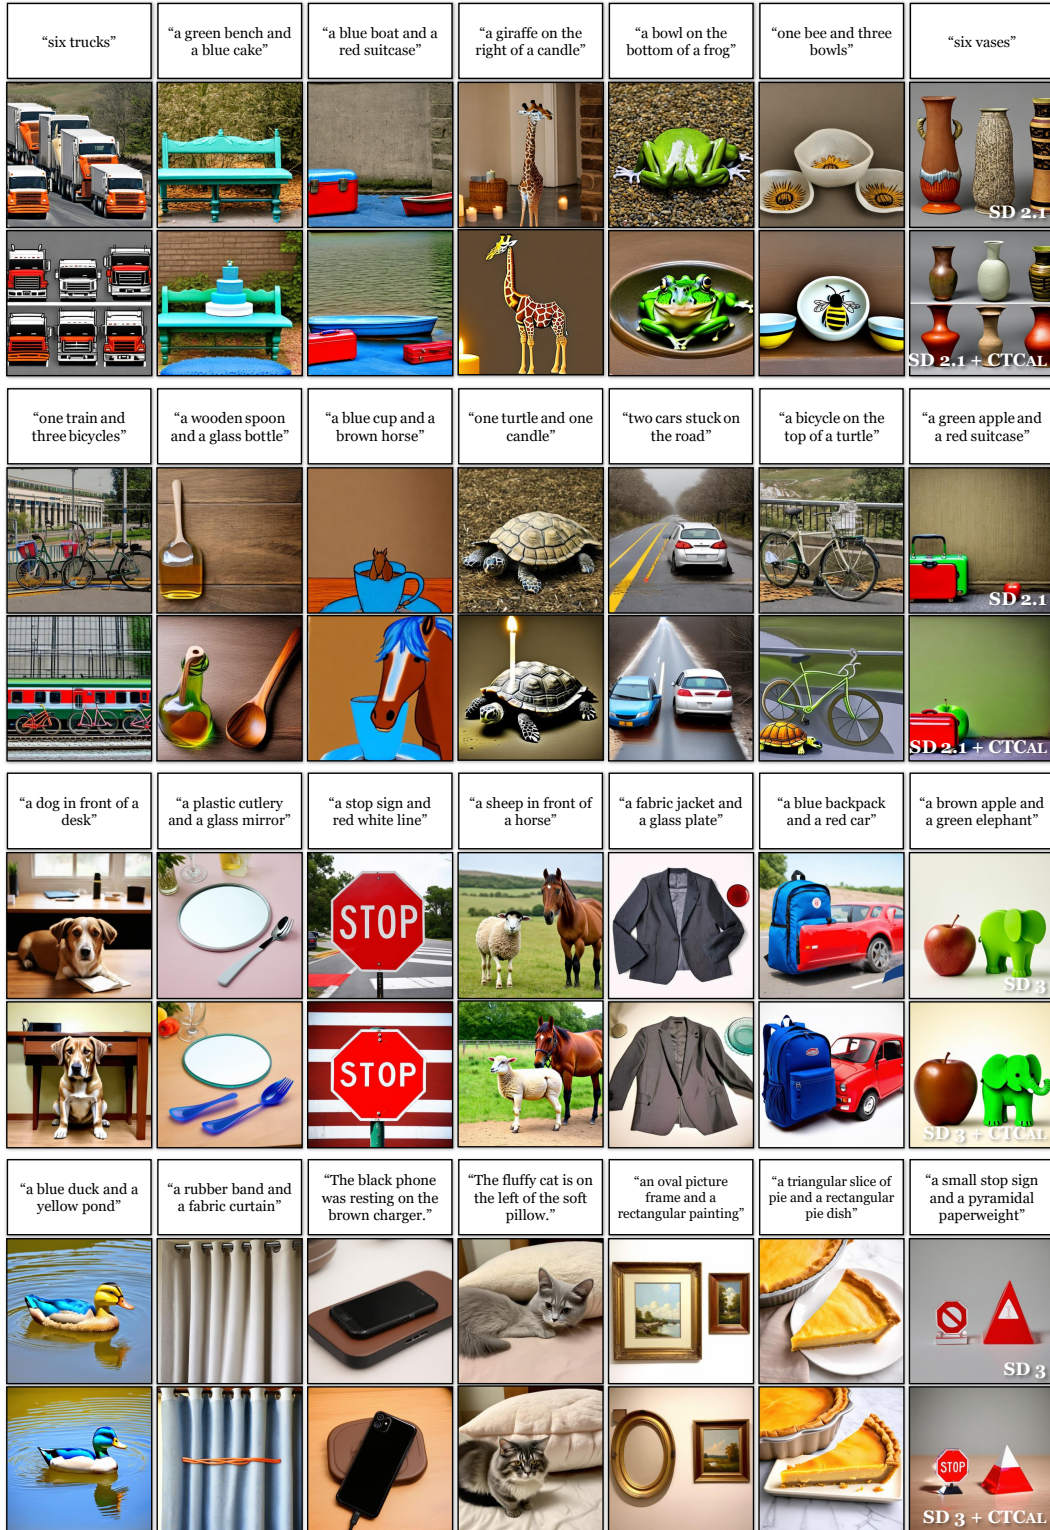 “six trucks”
“a green bench and
a blue cake”
“a blue boat and a
red suitcase”
“a giraffe on the
right of a candle”
“a bowl on the
bottom of a frog”
“one bee and three
bowls”
“six vases”
SD 2.1
SD 2.1 + CTCAL
“one train and
three bicycles”
“a wooden spoon
and a glass bottle”
“a blue cup and a
brown horse”
“one turtle and one
candle”
“two cars stuck on
the road”
“a bicycle on the
top of a turtle”
“a green apple and
a red suitcase”
SD 2.1
SD 2.1 + CTCAL
“a dog in front of a
desk”
“a plastic cutlery
and a glass mirror”
“a stop sign and
red white line”
“a sheep in front of
a horse”
“a fabric jacket and
a glass plate”
“a blue backpack
and a red car”
“a brown apple and
a green elephant”
STOP
SD 3
STOP
SD 3 + CTCAL
“a blue duck and a
yellow pond”
“a rubber band and
a fabric curtain”
“The black phone
was resting on the
brown charger.”
“The fluffy cat is on
the left of the soft
pillow.”
“an oval picture
frame and a
rectangular painting”
“a triangular slice of
pie and a rectangular
pie dish”
“a small stop sign
and a pyramidal
paperweight”
SD 3
STOP
SD 3 + CTCAL